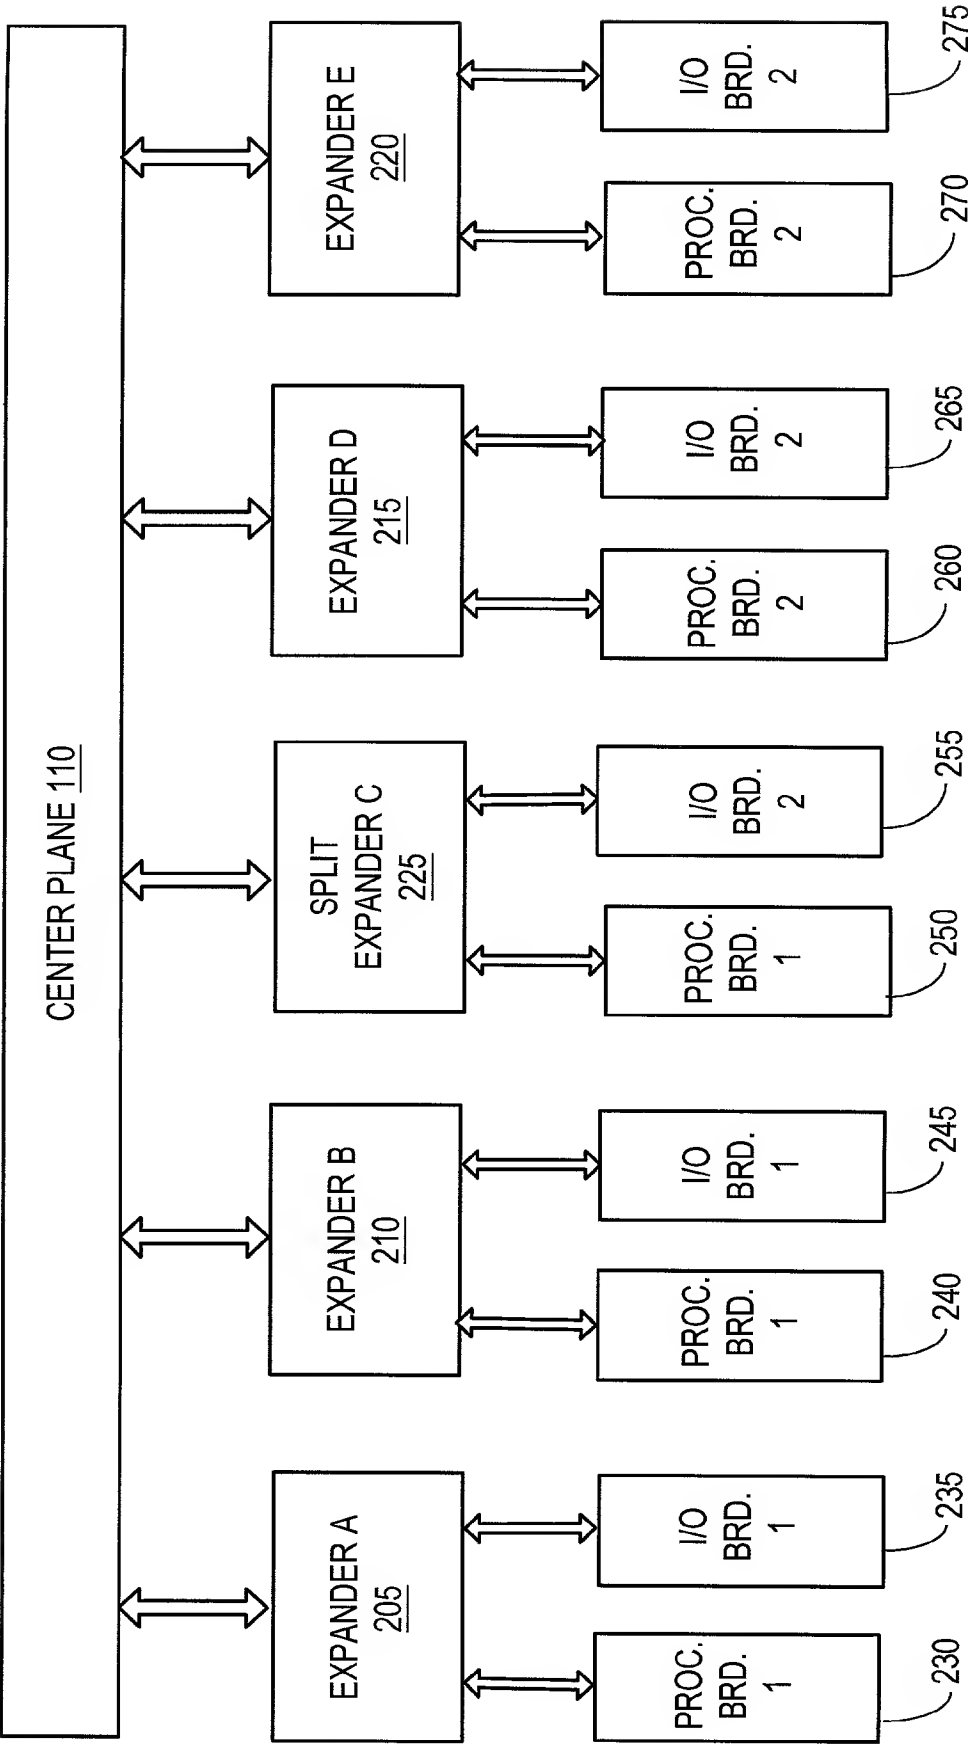 CENTER PLANE 110
EXPANDER A
205
EXPANDER B
210
SPLIT
EXPANDER C
225
EXPANDER D
215
EXPANDER E
220
PROC.
BRD.
1
I/O
BRD.
1
PROC.
BRD.
1
I/O
BRD.
1
PROC.
BRD.
1
I/O
BRD.
2
PROC.
BRD.
2
I/O
BRD.
2
PROC.
BRD.
2
I/O
BRD.
2
230
235
240
245
250
255
260
265
270
275